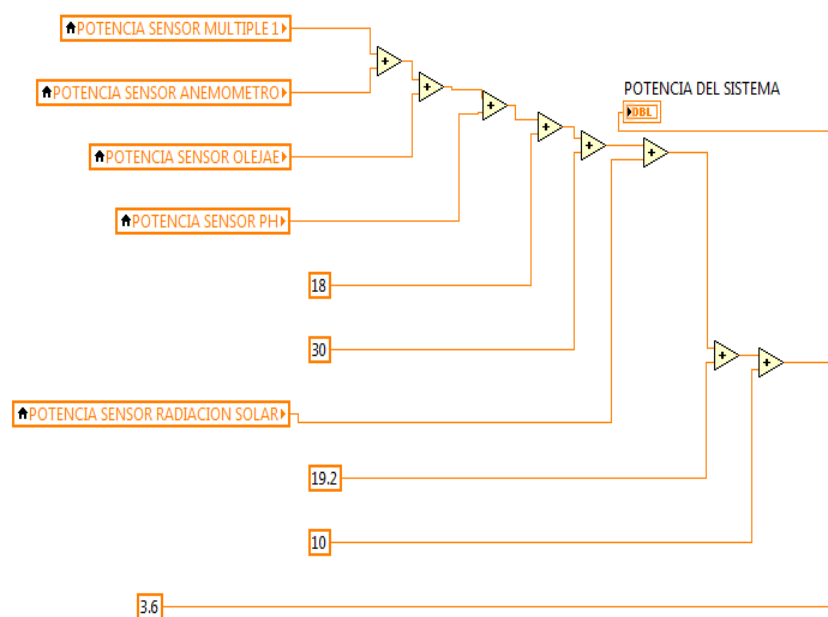 POTENCIA SENSOR MULTIPLE 1
POTENCIA DEL SISTEMA
POTENCIA SENSOR ANEMOMETRO
DBL
POTENCIA SENSOR OLEJAE
POTENCIA SENSOR PH
18
30
POTENCIA SENSOR RADIACION SOLAR
19.2
10
3.6